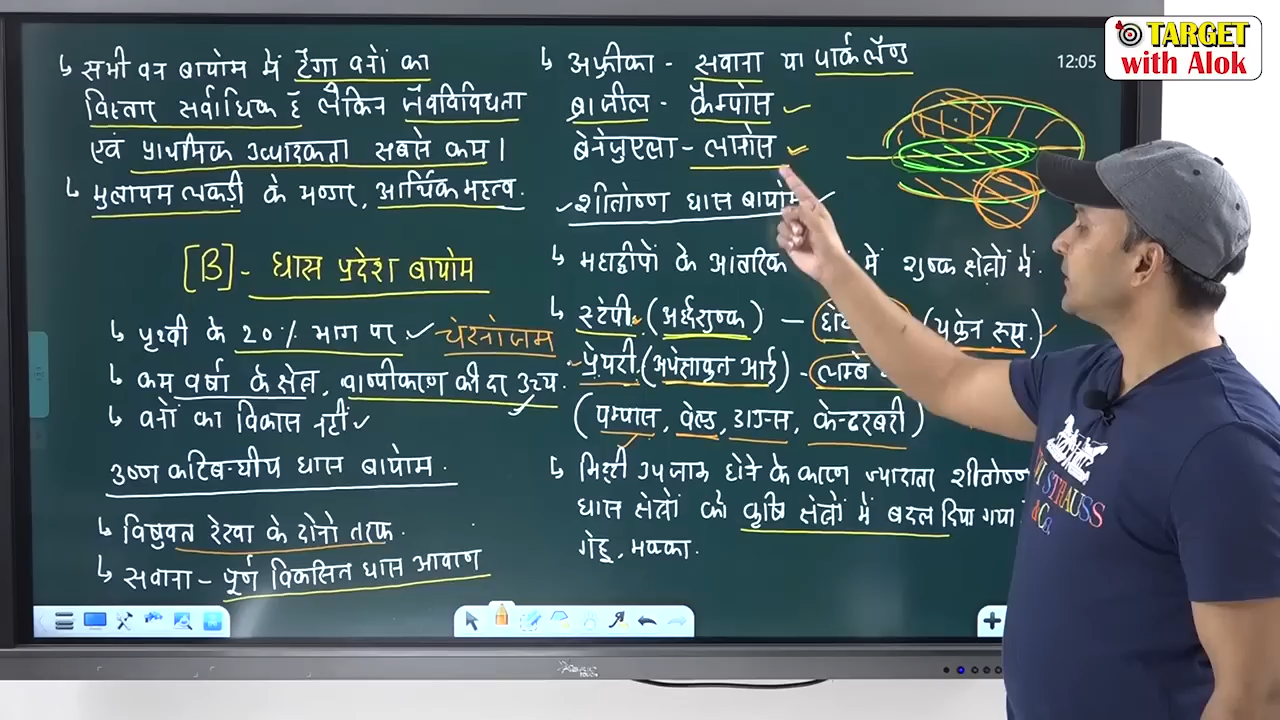 TARGET
with Alok
12:05
↳ सभी वन बायोम में टैगा वनों का
विस्तार सर्वाधिक है लेकिन जैवविविधता
एवं प्राथमिक उत्पादकता सबसे कम।
↳ मुलायम लकड़ी के भण्डार, आर्थिक महत्व.
[B]- घास प्रदेश बायोम
↳ पृथ्वी के 20% भाग पर ✓ चेरनोजम
↳ कम वर्षा के क्षेत्र, वाष्पीकरण की दर उच्च.
↳ वनों का विकास नहीं ✓
उष्ण कटिबन्धीय घास बायोम.
↳ विषुवत रेखा के दोनो तरफ.
↳ सवाना - पूर्ण विकसित घास आवरण
↳ अफ्रीका - सवाना या पार्कलैण्ड
ब्राजील - कैम्पोस ✓
वेनेजुएला - लानोस ✓
✓ शीतोष्ण घास बायोम ✓
↳ महाद्वीपों के आंतरिक में शुष्क क्षेत्रों में.
↳ स्टेपी (अर्धशुष्क) — (यूक्रेन रूस) ✓
प्रेयरी (अपेक्षाकृत आर्द्र) - लम्बे
(पम्पास, वेल्ड, डाउन्स, केन्टरबरी)
↳ मिट्टी उपजाऊ होने के कारण ज्यादातर शीतोष्ण
घास क्षेत्रों को कृषि क्षेत्रों में बदल दिया गया
गेहूं, मक्का.
STRAUSS
& Co.